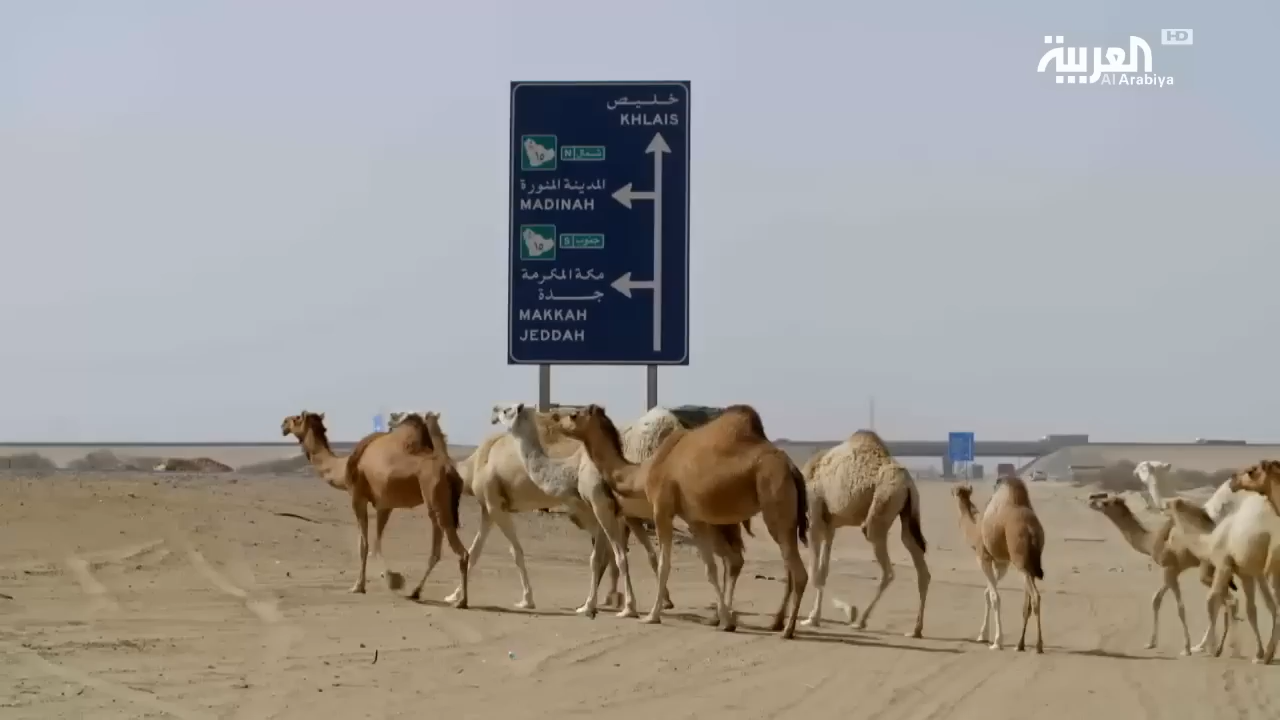 HD
العربية
Al Arabiya
خليص
KHLAIS
١٥
N شمال
المدينة المنورة
MADINAH
١٥
S جنوب
مكة المكرمة
جدة
MAKKAH
JEDDAH